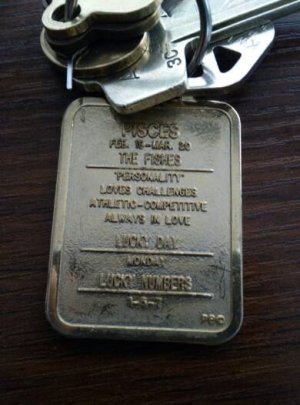 PISCES
FEB. 19-MAR. 20
THE FISHES
"PERSONALITY"
LOVES CHALLENGES
ATHLETIC-COMPETITIVE
ALWAYS IN LOVE
LUCKY DAY
MONDAY
LUCKY NUMBERS
PPC